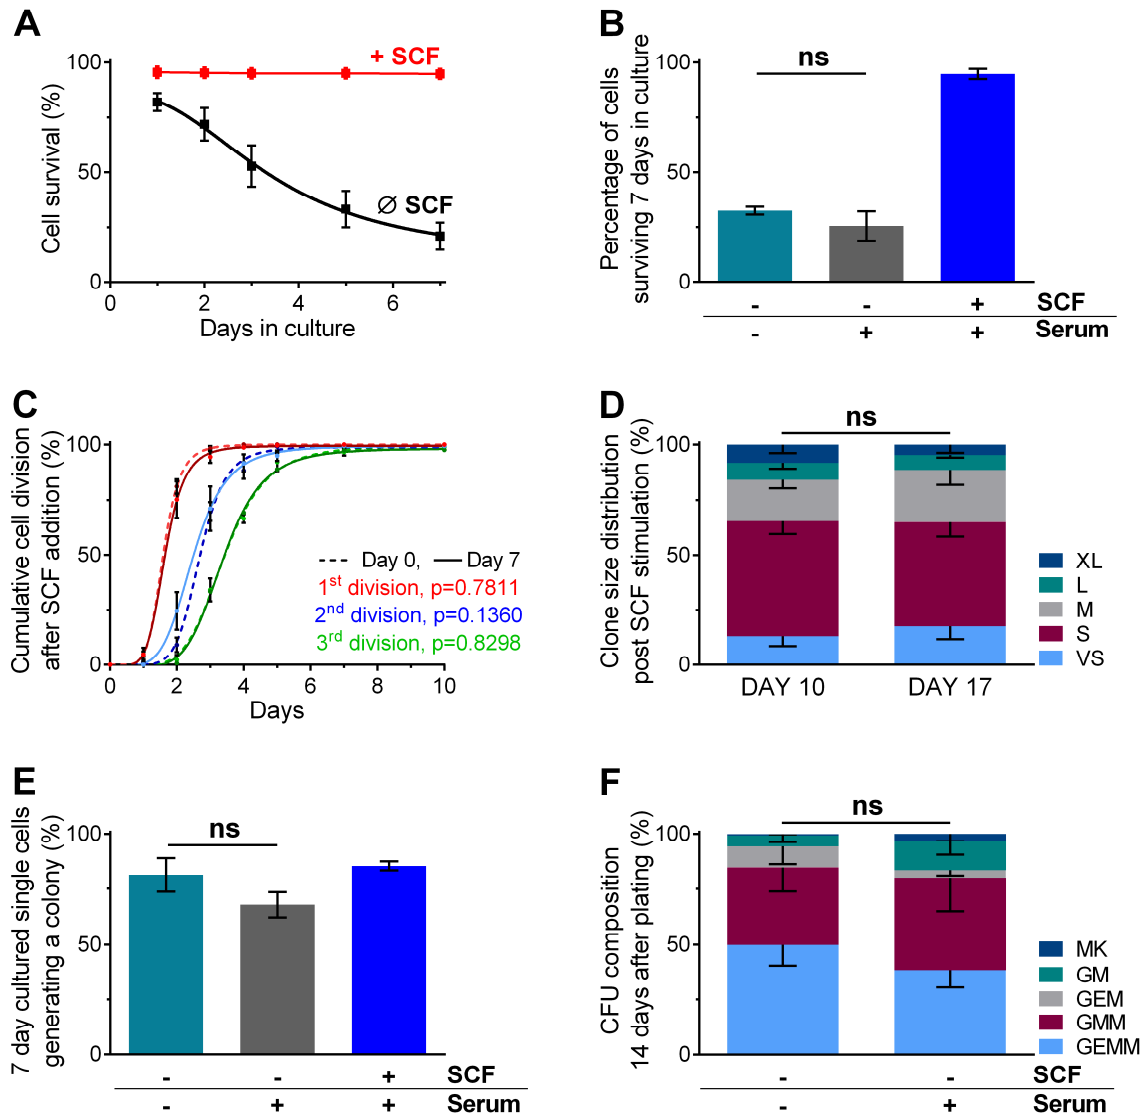 A
Cell survival (%)
100
50
0
+ SCF
∅ SCF
0 2 4 6
Days in culture
B
Percentage of cells
surviving 7 days in culture
100
50
0
ns
- - + SCF
- + + Serum
C
Cumulative cell division
after SCF addition (%)
100
50
0
Day 0, Day 7
1st division, p=0.7811
2nd division, p=0.1360
3rd division, p=0.8298
0 2 4 6 8 10
Days
D
Clone size distribution
post SCF stimulation (%)
100
50
0
ns
XL
L
M
S
VS
DAY 10 DAY 17
E
7 day cultured single cells
generating a colony (%)
100
50
0
ns
- - + SCF
- + + Serum
F
CFU composition
14 days after plating (%)
100
50
0
ns
MK
GM
GEM
GMM
GEMM
- - SCF
- + Serum